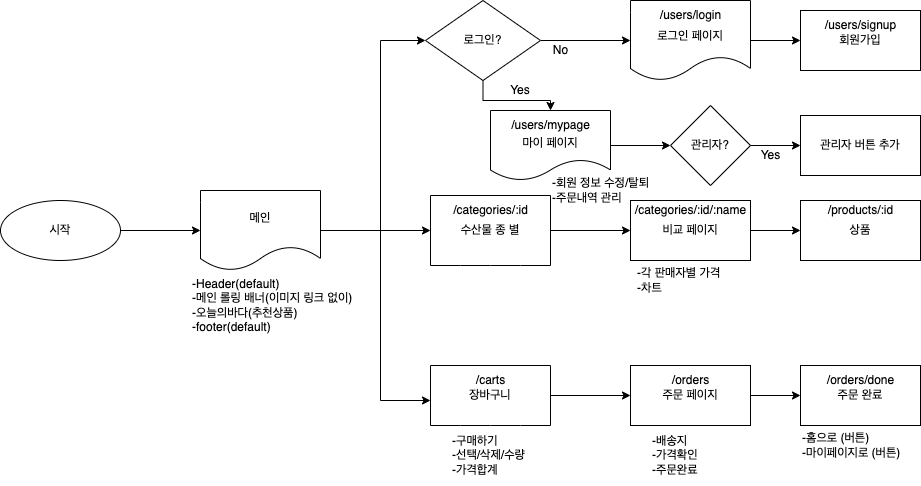 시작
메인
-Header(default)
-메인 롤링 배너(이미지 링크 없이)
-오늘의바다(추천상품)
-footer(default)
로그인?
No
Yes
/users/login
로그인 페이지
/users/signup
회원가입
/users/mypage
마이 페이지
-회원 정보 수정/탈퇴
-주문내역 관리
관리자?
Yes
관리자 버튼 추가
/categories/:id
수산물 종 별
/categories/:id/:name
비교 페이지
-각 판매자별 가격
-차트
/products/:id
상품
/carts
장바구니
-구매하기
-선택/삭제/수량
-가격합계
/orders
주문 페이지
-배송지
-가격확인
-주문완료
/orders/done
주문 완료
-홈으로 (버튼)
-마이페이지로 (버튼)